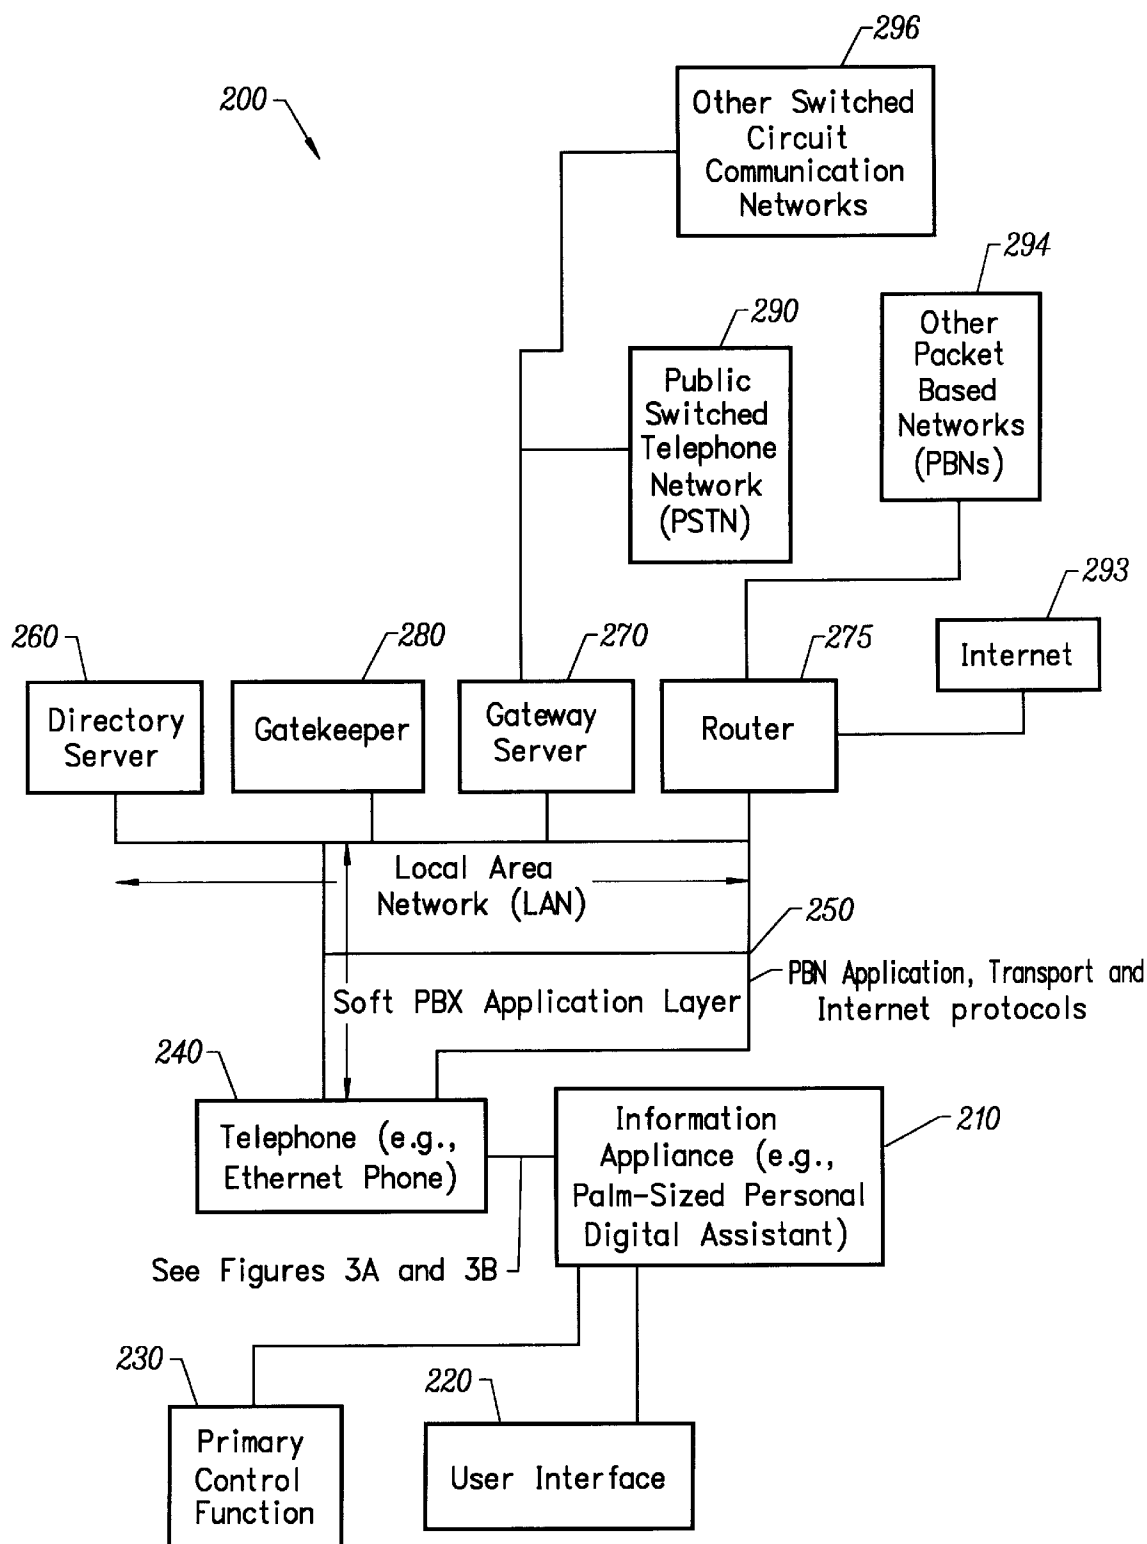 296
200
Other Switched
Circuit
Communication
Networks
294
290
Other
Packet
Based
Networks
(PBNs)
Public
Switched
Telephone
Network
(PSTN)
293
260
280
270
275
Internet
Directory
Server
Gatekeeper
Gateway
Server
Router
Local Area
Network (LAN)
250
PBN Application, Transport and
Internet protocols
Soft PBX Application Layer
240
Telephone (e.g.,
Ethernet Phone)
Information
Appliance (e.g.,
Palm-Sized Personal
Digital Assistant)
210
See Figures 3A and 3B
230
220
Primary
Control
Function
User Interface